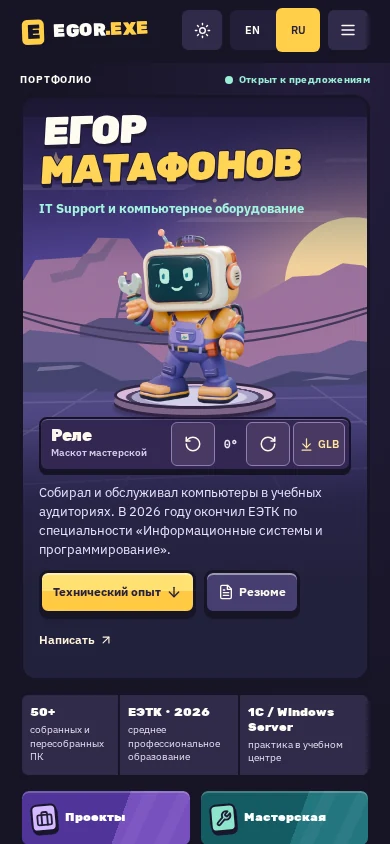 EGOR.EXE
EN
RU
ПОРТФОЛИО
Открыт к предложениям
ЕГОР
МАТАФОНОВ
IT Support и компьютерное оборудование
Реле
Маскот мастерской
0°
GLB
Собирал и обслуживал компьютеры в учебных
аудиториях. В 2026 году окончил ЕЭТК по
специальности «Информационные системы и
программирование».
Технический опыт
Резюме
Написать
50+
собранных и
пересобранных
ПК
ЕЭТК • 2026
среднее
профессиональное
образование
1C / Windows
Server
практика в учебном
центре
Проекты
Мастерская